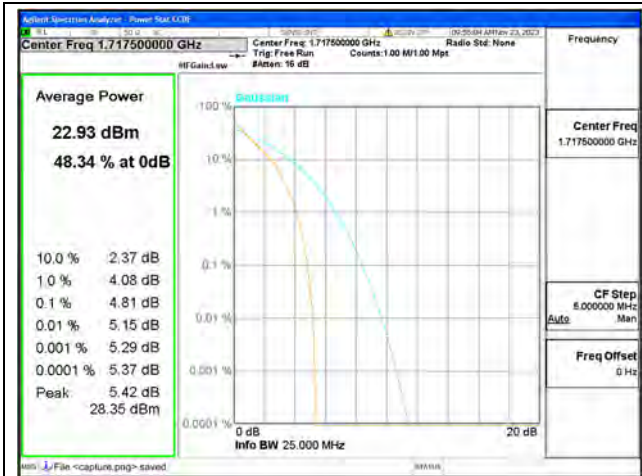 Agilent Spectrum Analyzer - Power Stat CCDF
Center Freq 1.717500000 GHz
Center Freq: 1.717500000 GHz
Radio Std: None
Trig: Free Run
Counts:1.00 M/1.00 Mpt
#IFGain:Low
#Atten: 16 dB
Frequency
Average Power
22.93 dBm
48.34 % at 0dB
10.0 % 2.37 dB
1.0 % 4.08 dB
0.1 % 4.81 dB
0.01 % 5.15 dB
0.001 % 5.29 dB
0.0001 % 5.37 dB
Peak 5.42 dB
28.35 dBm
Gaussian
100 %
10 %
1 %
0.1 %
0.01 %
0.001 %
0.0001 %
0 dB
20 dB
Info BW 25.000 MHz
Center Freq
1.717500000 GHz
CF Step
5.000000 MHz
Auto Man
Freq Offset
0 Hz
MSG File <capture.png> saved
STATUS